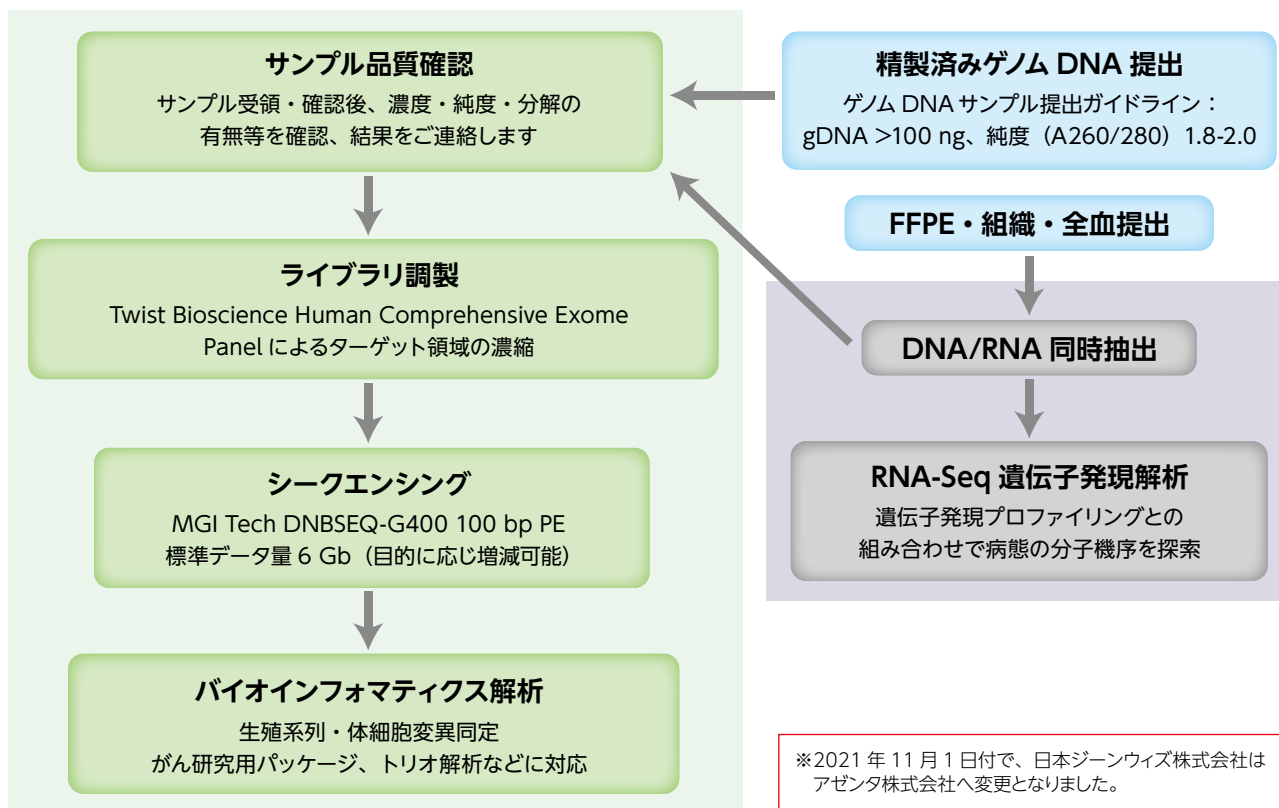 サンプル品質確認
サンプル受領・確認後、濃度・純度・分解の
有無等を確認、結果をご連絡します
ライブラリ調製
Twist Bioscience Human Comprehensive Exome
Panel によるターゲット領域の濃縮
シークエンシング
MGI Tech DNBSEQ-G400 100 bp PE
標準データ量 6 Gb（目的に応じ増減可能）
バイオインフォマティクス解析
生殖系列・体細胞変異同定
がん研究用パッケージ、トリオ解析などに対応
精製済みゲノム DNA 提出
ゲノム DNA サンプル提出ガイドライン：
gDNA >100 ng、純度（A260/280）1.8-2.0
FFPE・組織・全血提出
DNA/RNA 同時抽出
RNA-Seq 遺伝子発現解析
遺伝子発現プロファイリングとの
組み合わせで病態の分子機序を探索
※2021 年 11 月 1 日付で、日本ジーンウィズ株式会社は
アゼンタ株式会社へ変更となりました。